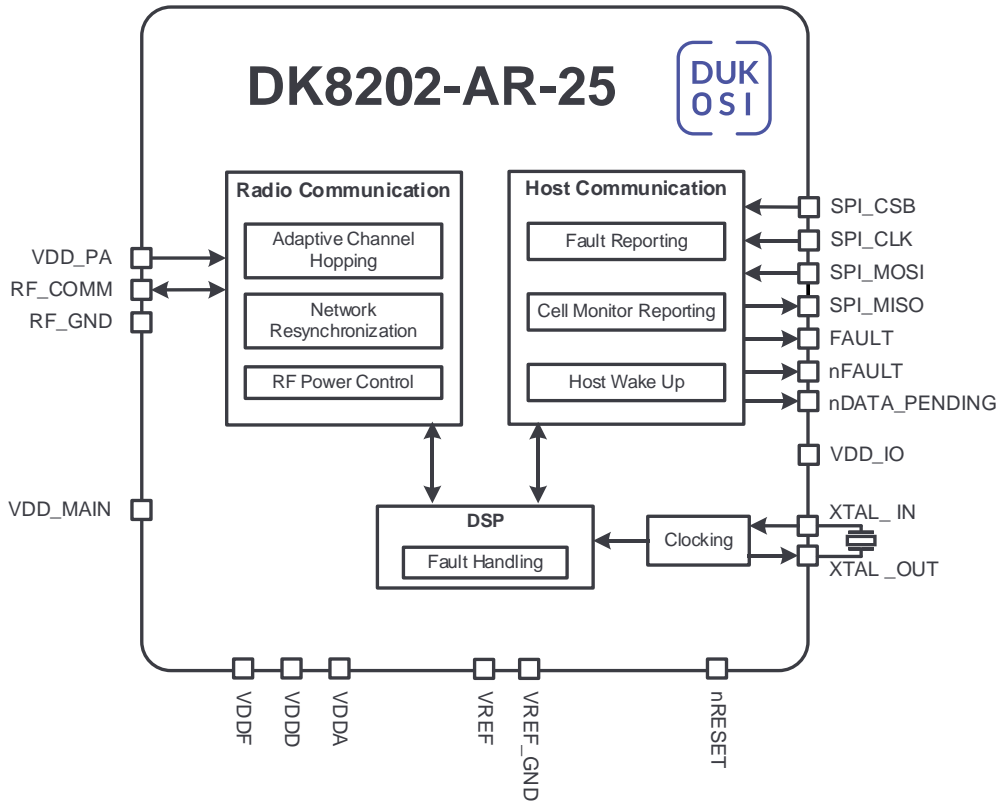 DK8202-AR-25
DUK
OSI
Radio Communication
Adaptive Channel
Hopping
Network
Resynchronization
RF Power Control
Host Communication
Fault Reporting
Cell Monitor Reporting
Host Wake Up
VDD_PA
RF_COMM
RF_GND
VDD_MAIN
SPI_CSB
SPI_CLK
SPI_MOSI
SPI_MISO
FAULT
nFAULT
nDATA_PENDING
VDD_IO
XTAL_ IN
XTAL _OUT
DSP
Fault Handling
Clocking
VDDF
VDDD
VDDA
VREF
VREF_GND
nRESET